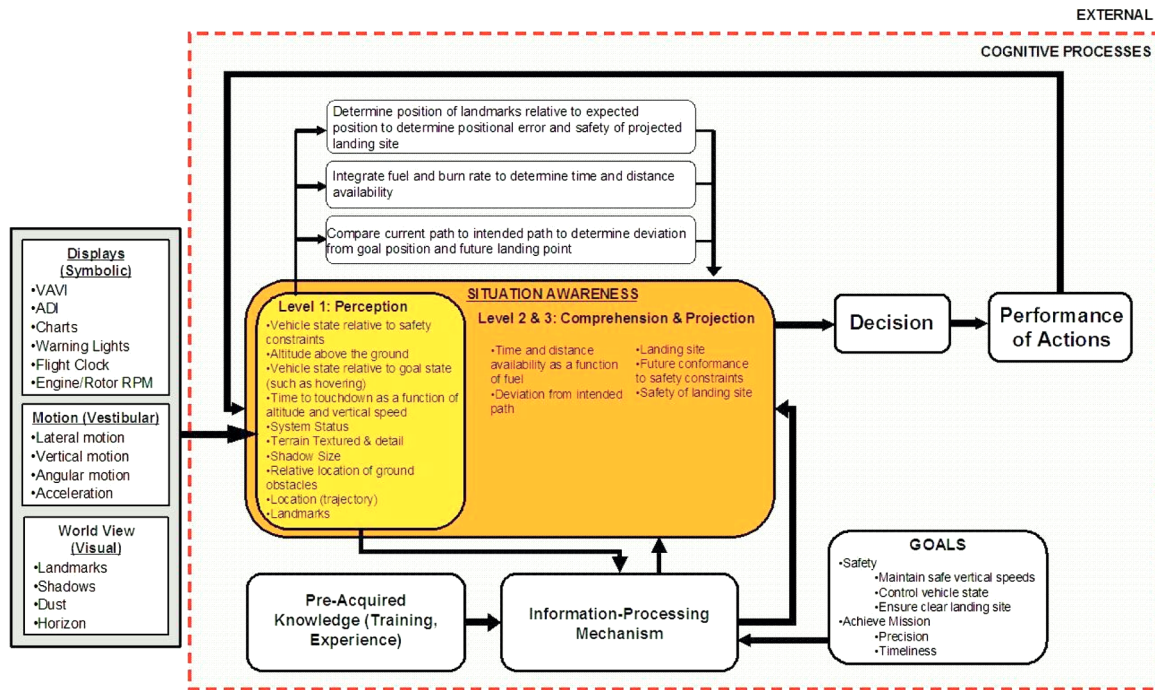 EXTERNAL
COGNITIVE PROCESSES
Determine position of landmarks relative to expected
position to determine positional error and safety of projected
landing site
Integrate fuel and burn rate to determine time and distance
availability
Compare current path to intended path to determine deviation
from goal position and future landing point
Displays
(Symbolic)
•VAVI
•ADI
•Charts
•Warning Lights
•Flight Clock
•Engine/Rotor RPM
Motion (Vestibular)
•Lateral motion
•Vertical motion
•Angular motion
•Acceleration
World View
(Visual)
•Landmarks
•Shadows
•Dust
•Horizon
SITUATION AWARENESS
Level 1: Perception
•Vehicle state relative to safety
constraints
•Altitude above the ground
•Vehicle state relative to goal state
(such as hovering)
•Time to touchdown as a function of
altitude and vertical speed
•System Status
•Terrain Textured & detail
•Shadow Size
•Relative location of ground
obstacles
•Location (trajectory)
•Landmarks
Level 2 & 3: Comprehension & Projection
•Time and distance
availability as a function
of fuel
•Deviation from intended
path
•Landing site
•Future conformance
to safety constraints
•Safety of landing site
Decision
Performance
of Actions
Pre-Acquired
Knowledge (Training,
Experience)
Information-Processing
Mechanism
GOALS
•Safety
•Maintain safe vertical speeds
•Control vehicle state
•Ensure clear landing site
•Achieve Mission
•Precision
•Timeliness